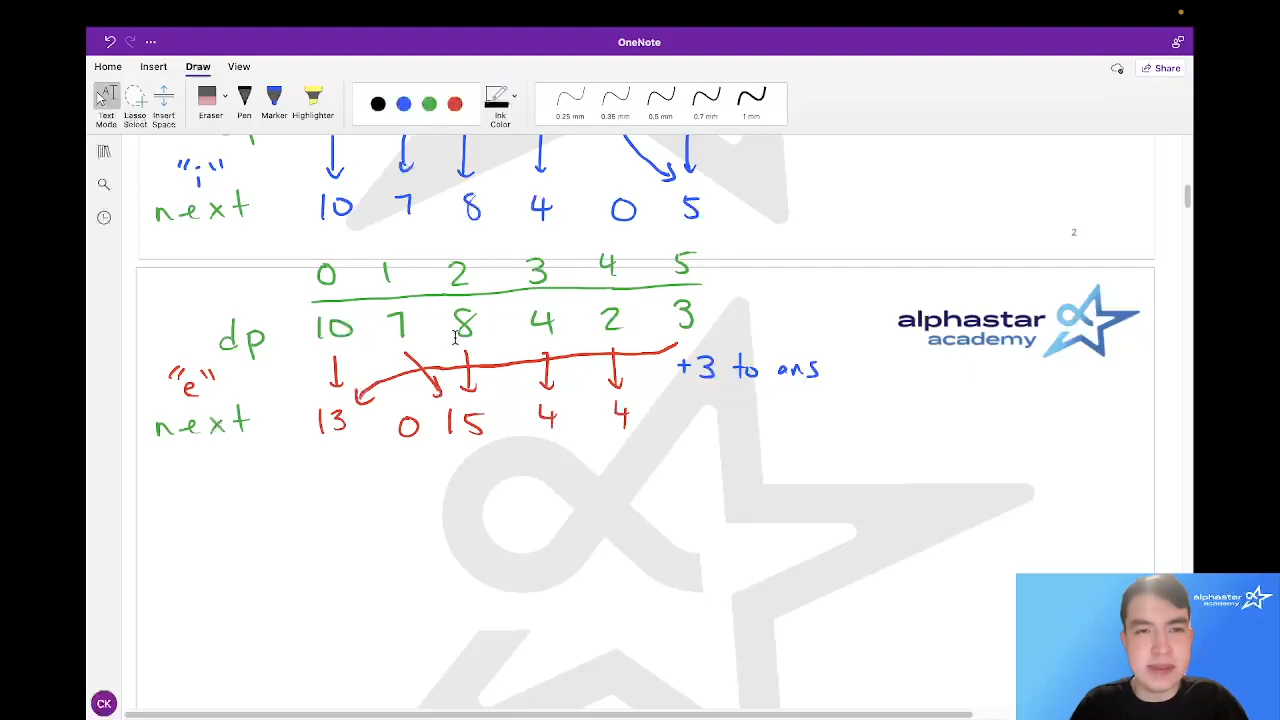 OneNote
Home Insert Draw View
Share
Text Mode
Lasso Select
Insert Space
Eraser
Pen
Marker
Highlighter
Ink Color
0.25 mm
0.35 mm
0.5 mm
0.7 mm
1 mm
"i"
next 10 7 8 4 0 5
2
0 1 2 3 4 5
dp 10 7 8 4 2 3
alphastar academy
"e"
+3 to ans
next 13 0 15 4 4
alphastar academy
CK